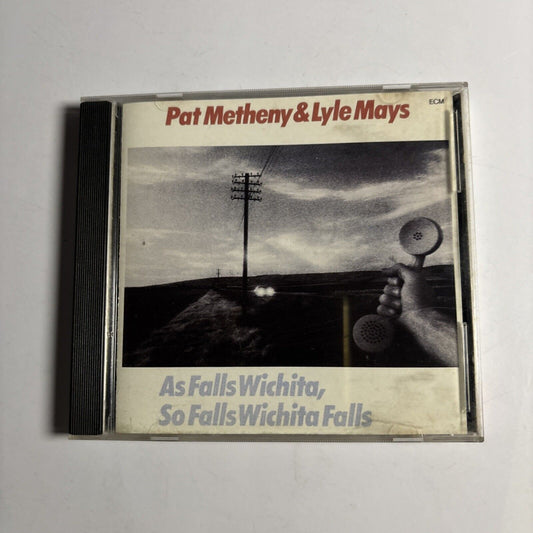 ECM
Pat Metheny & Lyle Mays
As Falls Wichita,
So Falls Wichita Falls